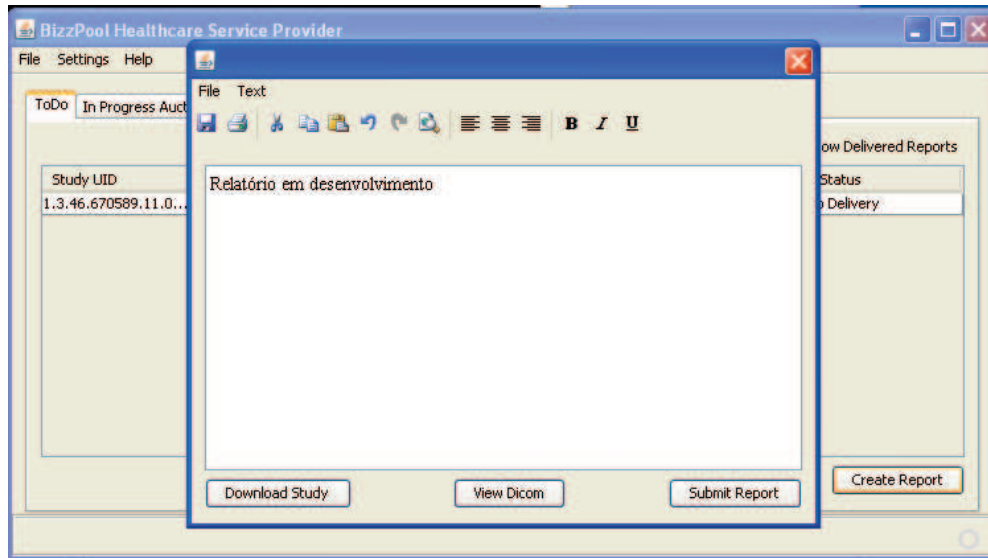 BizzPool Healthcare Service Provider
File Settings Help
ToDo In Progress Auct
ow Delivered Reports
Study UID
Status
1.3.46.670589.11.0...
Delivery
File Text
B I U
Relatório em desenvolvimento
Download Study View Dicom Submit Report
Create Report